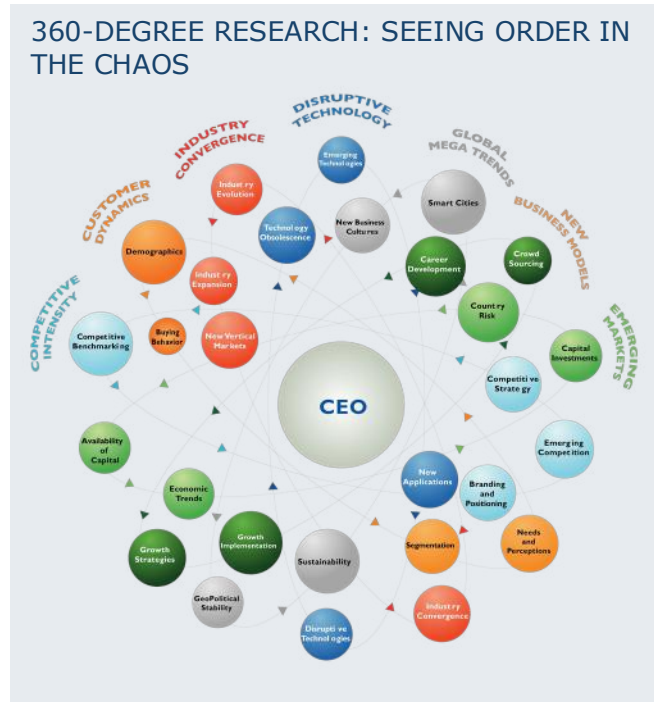 360-DEGREE RESEARCH: SEEING ORDER IN
THE CHAOS
DISRUPTIVE
TECHNOLOGY
INDUSTRY
CONVERGENCE
GLOBAL
MEGA TRENDS
CUSTOMER
DYNAMICS
NEW
BUSINESS MODELS
COMPETITIVE
INTENSITY
EMERGING
MARKETS
Emerging
Technologies
Industry
Evolution
Smart Cities
Technology
Obsolescence
New Business
Cultures
Demographics
Career
Development
Crowd
Sourcing
Industry
Expansion
Country
Risk
Competitive
Benchmarking
Buying
Behavior
New Vertical
Markets
Capital
Investments
Competitive
Strategy
CEO
Availability
of
Capital
Emerging
Competition
Economic
Trends
New
Applications
Branding
and
Positioning
Growth
Strategies
Growth
Implementation
Sustainability
Segmentation
Needs
and
Perceptions
GeoPolitical
Stability
Disruptive
Technologies
Industry
Convergence